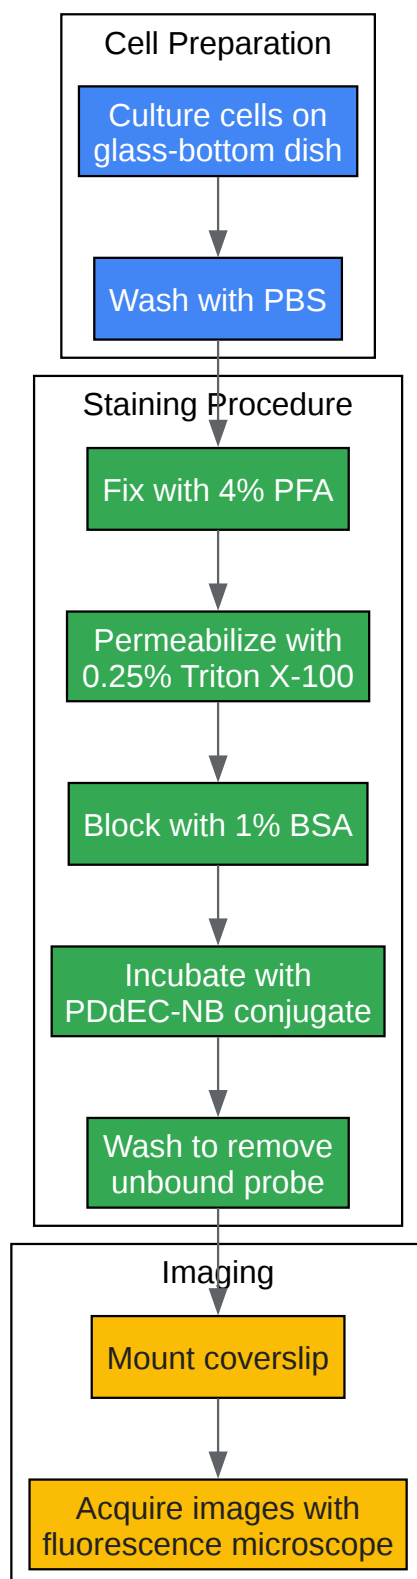 Cell Preparation
Culture cells on
glass-bottom dish
Wash with PBS
Staining Procedure
Fix with 4% PFA
Permeabilize with
0.25% Triton X-100
Block with 1% BSA
Incubate with
PDdEC-NB conjugate
Wash to remove
unbound probe
Imaging
Mount coverslip
Acquire images with
fluorescence microscope